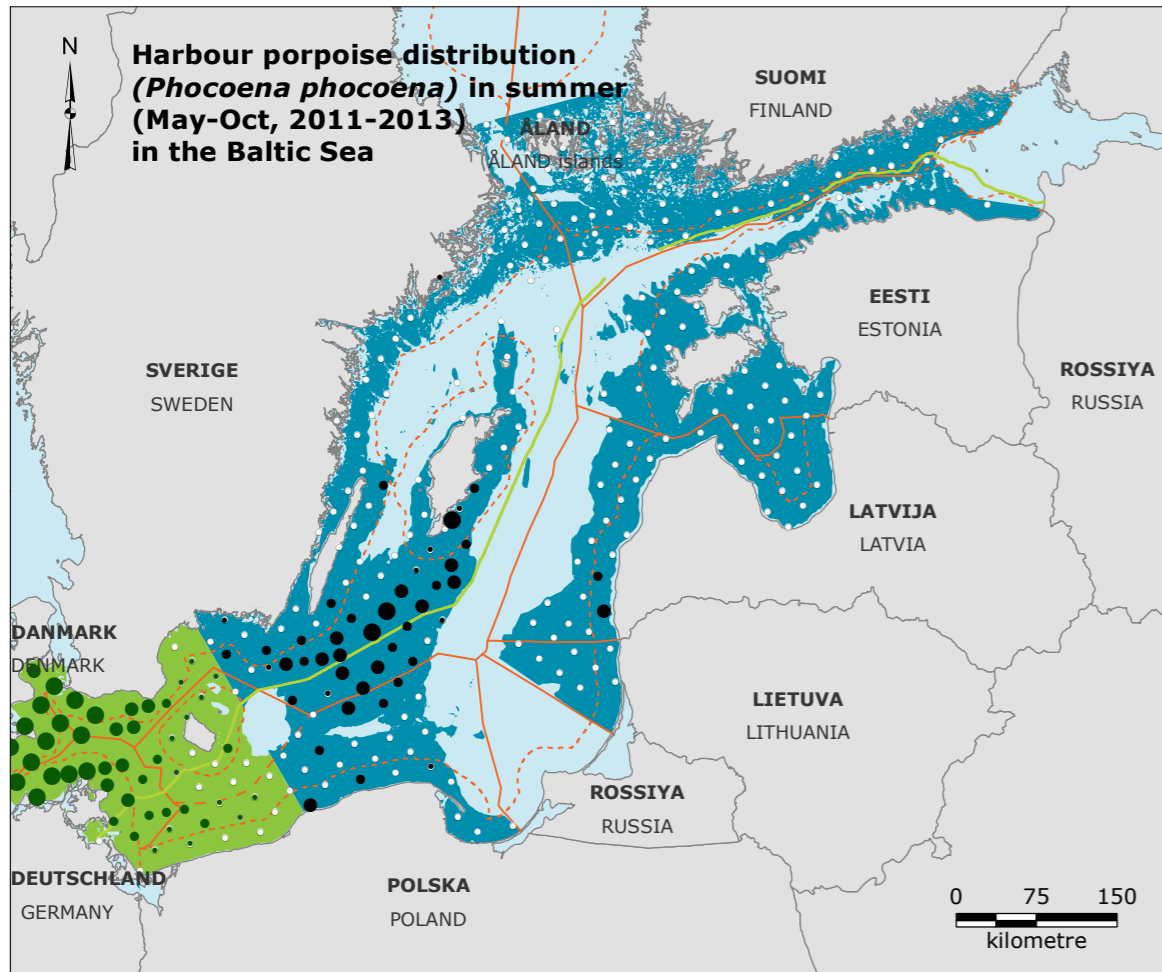 N
Harbour porpoise distribution
(Phocoena phocoena) in summer
(May-Oct, 2011-2013)
in the Baltic Sea
SUOMI
FINLAND
ÅLAND
ÅLAND islands
EESTI
ESTONIA
SVERIGE
SWEDEN
ROSSIYA
RUSSIA
LATVIJA
LATVIA
DANMARK
DENMARK
LIETUVA
LITHUANIA
ROSSIYA
RUSSIA
DEUTSCHLAND
GERMANY
POLSKA
POLAND
0 75 150
kilometre